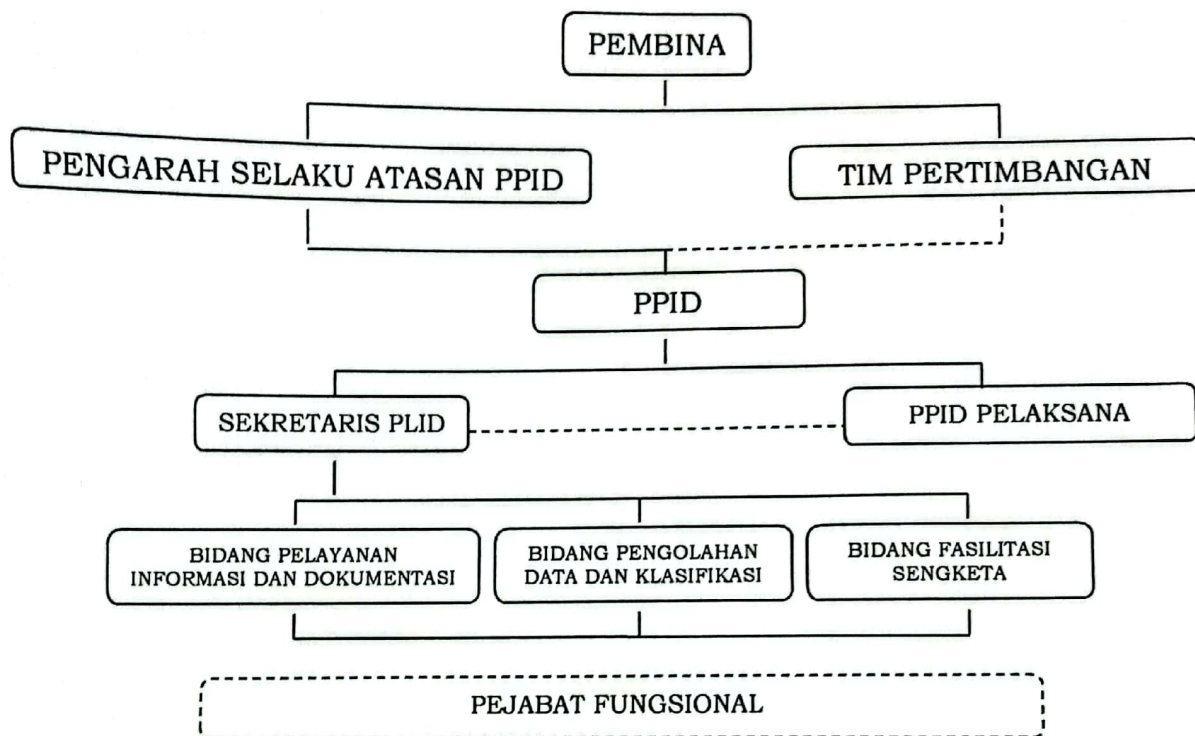 PEMBINA
PENGARAH SELAKU ATASAN PPID
TIM PERTIMBANGAN
PPID
SEKRETARIS PLID
PPID PELAKSANA
BIDANG PELAYANAN
INFORMASI DAN DOKUMENTASI
BIDANG PENGOLAHAN
DATA DAN KLASIFIKASI
BIDANG FASILITASI
SENGKETA
PEJABAT FUNGSIONAL